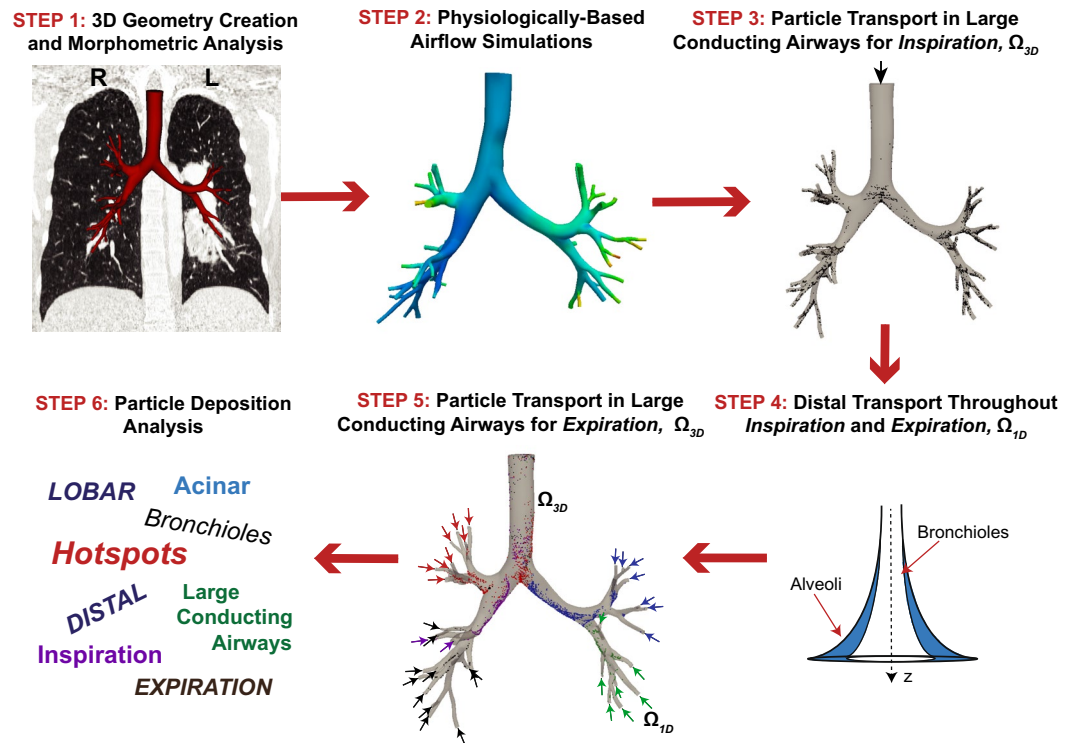 STEP 1: 3D Geometry Creation
and Morphometric Analysis
R
L
STEP 2: Physiologically-Based
Airflow Simulations
STEP 3: Particle Transport in Large
Conducting Airways for Inspiration, Ω3D
STEP 4: Distal Transport Throughout
Inspiration and Expiration, Ω1D
Bronchioles
Alveoli
z
STEP 5: Particle Transport in Large
Conducting Airways for Expiration, Ω3D
Ω3D
Ω1D
STEP 6: Particle Deposition
Analysis
LOBAR
Acinar
Bronchioles
Hotspots
DISTAL
Large
Conducting
Airways
Inspiration
EXPIRATION